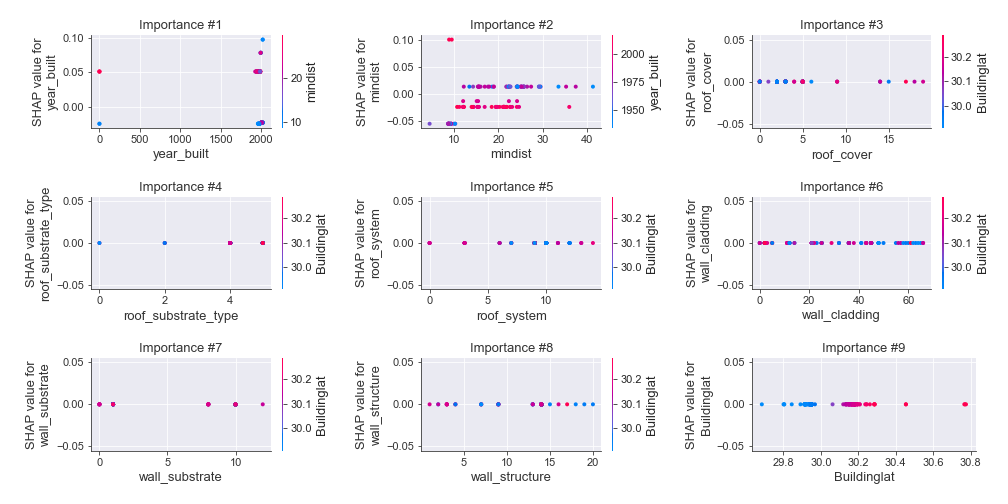 Importance #1
SHAP value for
year_built
0.10
0.05
0.00
0
500
1000
1500
2000
year_built
20
10
mindist
Importance #2
SHAP value for
mindist
0.10
0.05
0.00
−0.05
10
20
30
40
mindist
2000
1975
1950
year_built
Importance #3
SHAP value for
roof_cover
0.05
0.00
−0.05
0
5
10
15
roof_cover
30.2
30.1
30.0
Buildinglat
Importance #4
SHAP value for
roof_substrate_type
0.05
0.00
−0.05
0
2
4
roof_substrate_type
30.2
30.1
30.0
Buildinglat
Importance #5
SHAP value for
roof_system
0.05
0.00
−0.05
0
5
10
roof_system
30.2
30.1
30.0
Buildinglat
Importance #6
SHAP value for
wall_cladding
0.05
0.00
−0.05
0
20
40
60
wall_cladding
30.2
30.1
30.0
Buildinglat
Importance #7
SHAP value for
wall_substrate
0.05
0.00
−0.05
0
5
10
wall_substrate
30.2
30.1
30.0
Buildinglat
Importance #8
SHAP value for
wall_structure
0.05
0.00
−0.05
5
10
15
20
wall_structure
30.2
30.1
30.0
Buildinglat
Importance #9
SHAP value for
Buildinglat
0.05
0.00
−0.05
29.8
30.0
30.2
30.4
30.6
30.8
Buildinglat